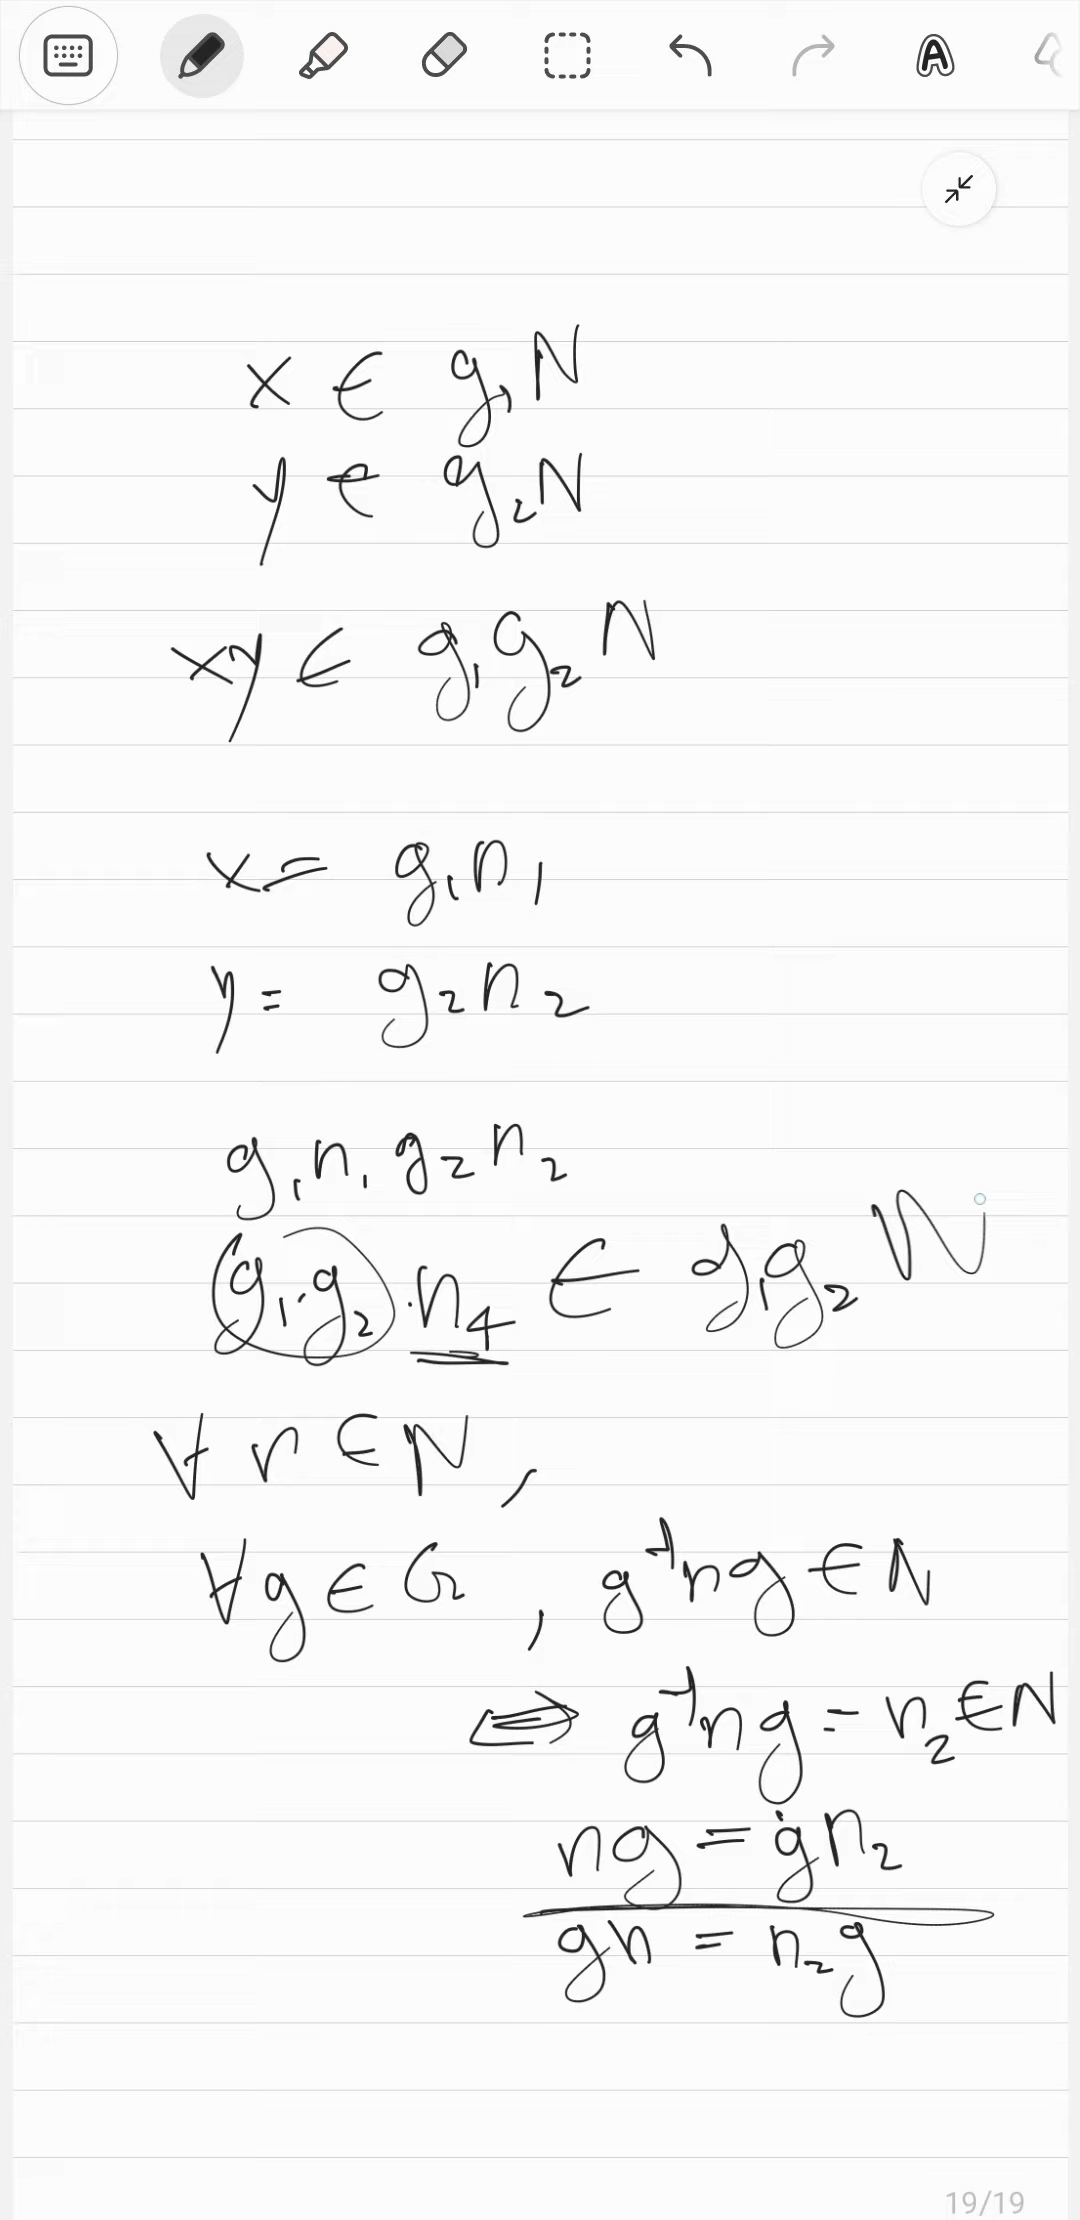 x ∈ g₁N
y ∈ g₂N
xy ∈ g₁g₂N
x = g₁n₁
y = g₂n₂
g₁n₁g₂n₂
(g₁·g₂)·n₄ ∈ g₁g₂N
∀ n ∈ N,
∀g ∈ G, g⁻¹ng ∈ N
⇔ g⁻¹ng = n₂ ∈ N
ng = gn₂
gn = n₂g
19/19